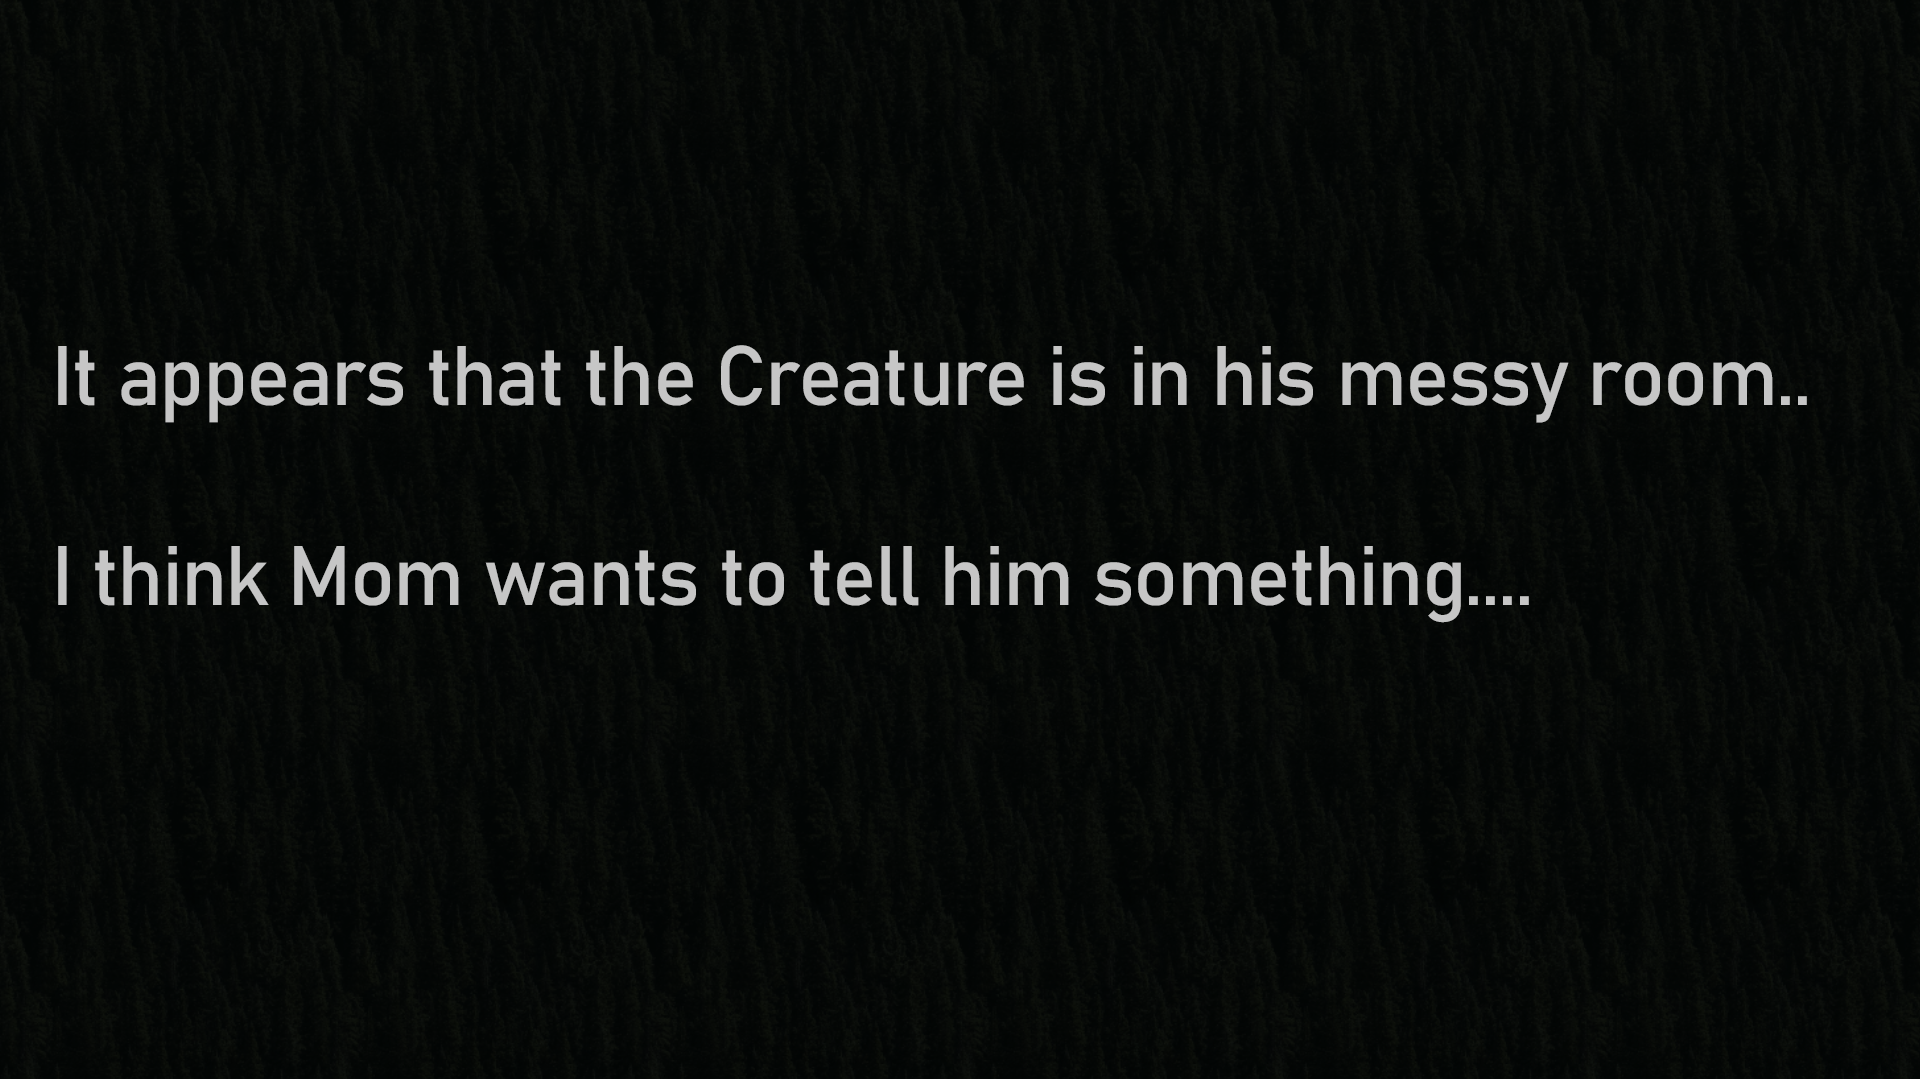 It appears that the Creature is in his messy room..
I think Mom wants to tell him something....